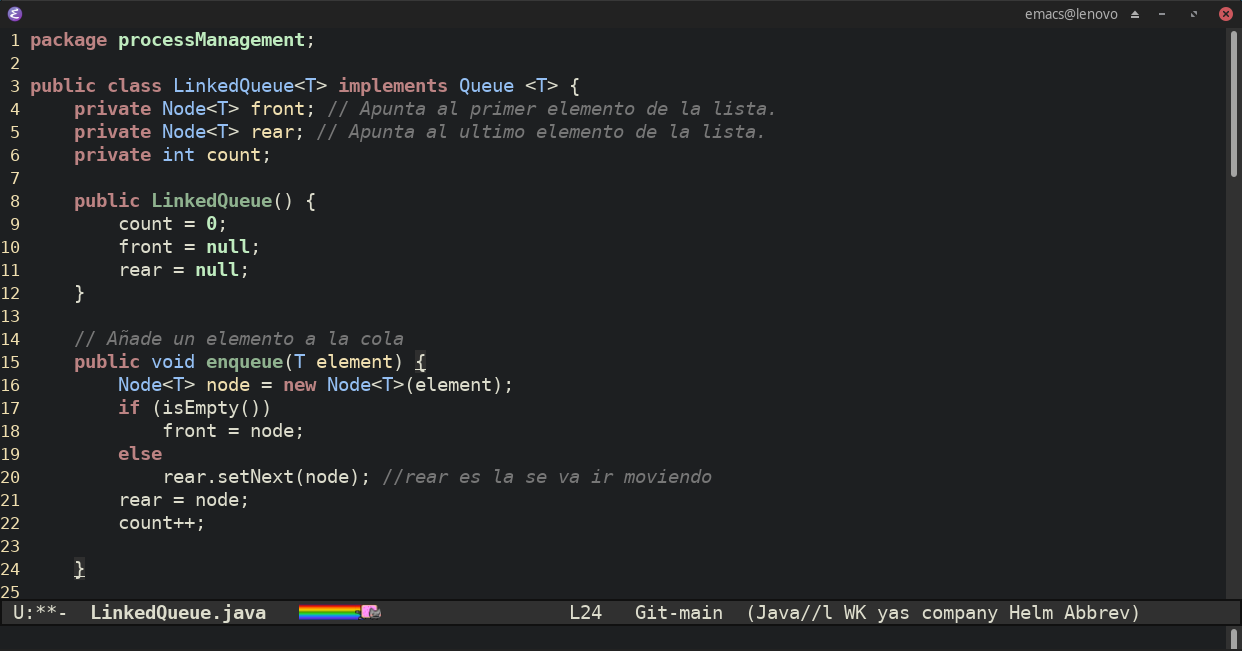 emacs@lenovo
1 package processManagement;
2
3 public class LinkedQueue<T> implements Queue <T> {
4     private Node<T> front; // Apunta al primer elemento de la lista.
5     private Node<T> rear; // Apunta al ultimo elemento de la lista.
6     private int count;
7
8     public LinkedQueue() {
9         count = 0;
10         front = null;
11         rear = null;
12     }
13
14     // Añade un elemento a la cola
15     public void enqueue(T element) {
16         Node<T> node = new Node<T>(element);
17         if (isEmpty())
18             front = node;
19         else
20             rear.setNext(node); //rear es la se va ir moviendo
21         rear = node;
22         count++;
23
24     }
25
U:**-  LinkedQueue.java  L24  Git-main  (Java//l WK yas company Helm Abbrev)